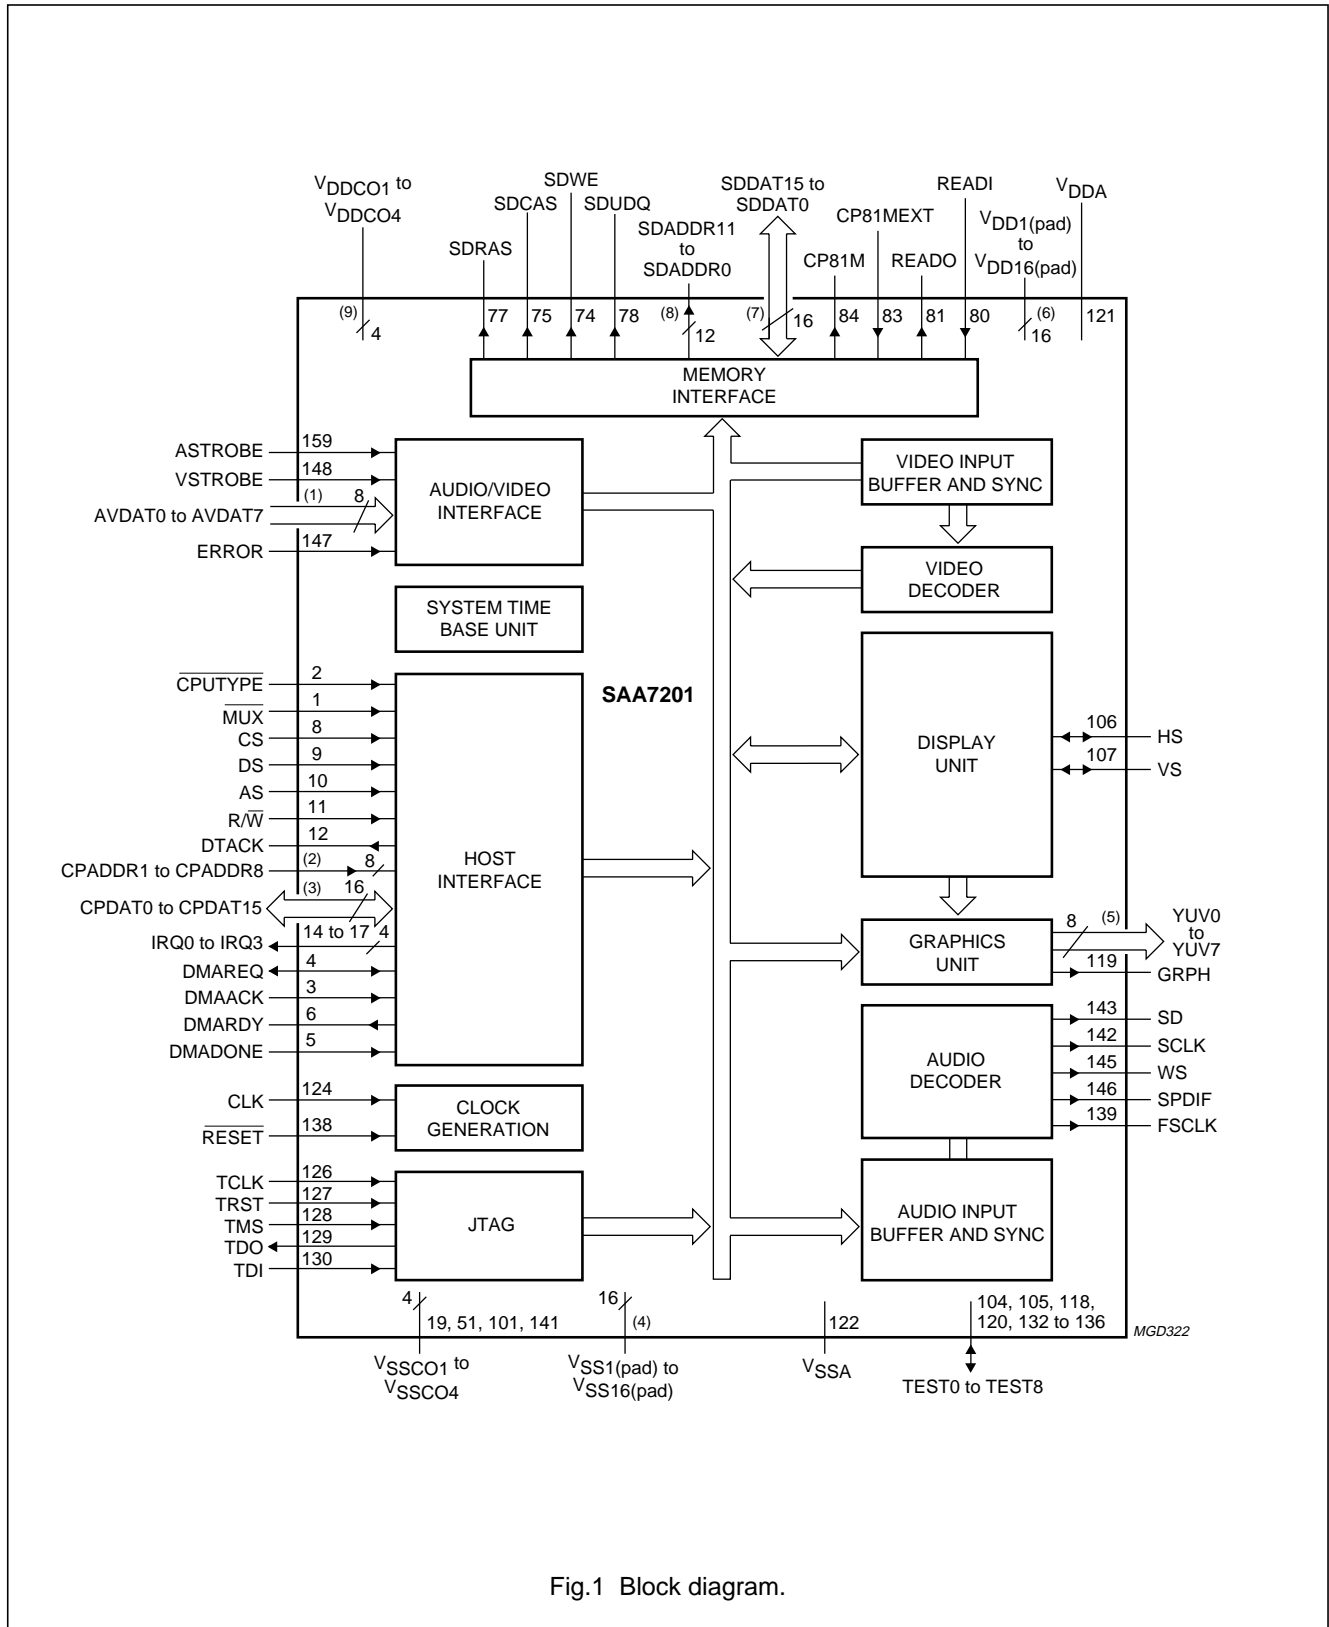 VDDCO1 to
VDDCO4
SDRAS
SDCAS
SDWE
SDUDQ
SDADDR11
to
SDADDR0
SDDAT15 to
SDDAT0
CP81M
CP81MEXT
READO
READI
VDD1(pad)
to
VDD16(pad)
VDDA
(9)
4
77
75
74
78
(8)
12
(7)
16
84
83
81
80
(6)
16
121
MEMORY
INTERFACE
ASTROBE
159
VSTROBE
148
AVDAT0 to AVDAT7
(1)
8
ERROR
147
AUDIO/VIDEO
INTERFACE
VIDEO INPUT
BUFFER AND SYNC
VIDEO
DECODER
SYSTEM TIME
BASE UNIT
SAA7201
CPUTYPE
2
MUX
1
CS
8
DS
9
AS
10
R/W
11
DTACK
12
CPADDR1 to CPADDR8
(2)
8
CPDAT0 to CPDAT15
(3)
16
IRQ0 to IRQ3
14 to 17
4
DMAREQ
4
DMAACK
3
DMARDY
6
DMADONE
5
HOST
INTERFACE
DISPLAY
UNIT
106
HS
107
VS
GRAPHICS
UNIT
8
(5)
YUV0
to
YUV7
119
GRPH
AUDIO
DECODER
143
SD
142
SCLK
145
WS
146
SPDIF
139
FSCLK
CLK
124
RESET
138
CLOCK
GENERATION
TCLK
126
TRST
127
TMS
128
TDO
129
TDI
130
JTAG
AUDIO INPUT
BUFFER AND SYNC
4
19, 51, 101, 141
16
(4)
122
104, 105, 118,
120, 132 to 136
MGD322
VSSCO1 to
VSSCO4
VSS1(pad) to
VSS16(pad)
VSSA
TEST0 to TEST8
Fig.1 Block diagram.